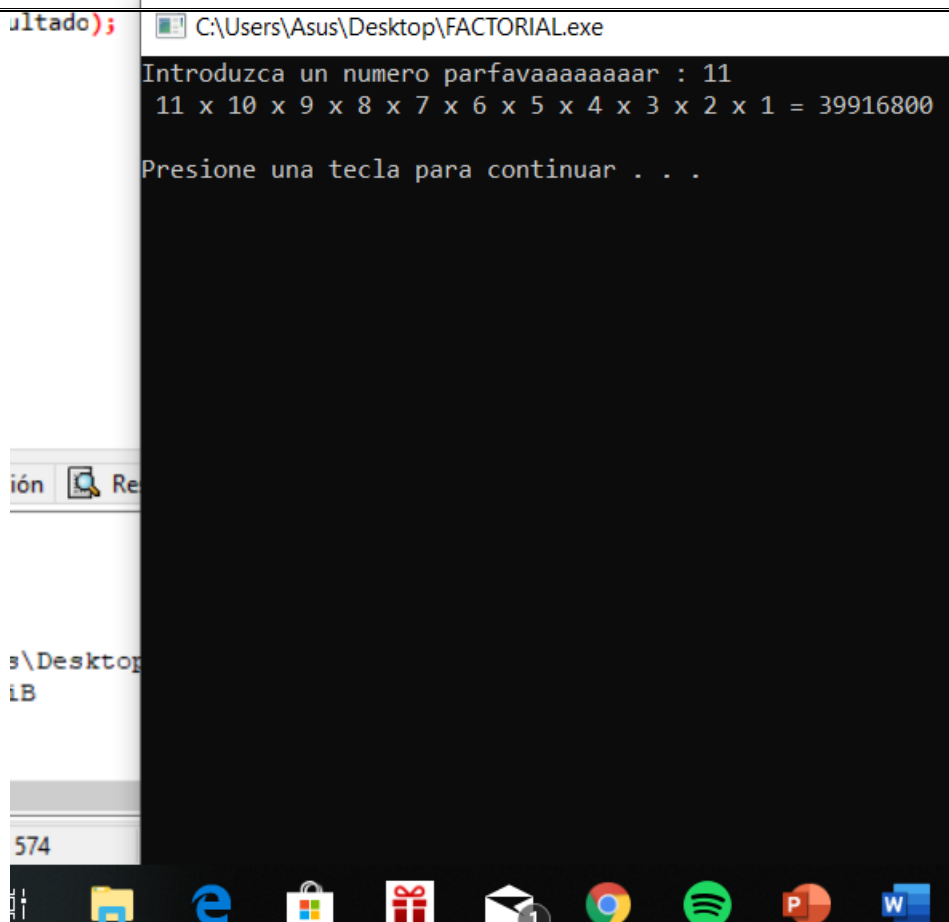 ultado);
C:\Users\Asus\Desktop\FACTORIAL.exe
Introduzca un numero parfavaaaaaaaar : 11
11 x 10 x 9 x 8 x 7 x 6 x 5 x 4 x 3 x 2 x 1 = 39916800
Presione una tecla para continuar . . .
ión
Re
s\Desktop
iB
574
1
P
W